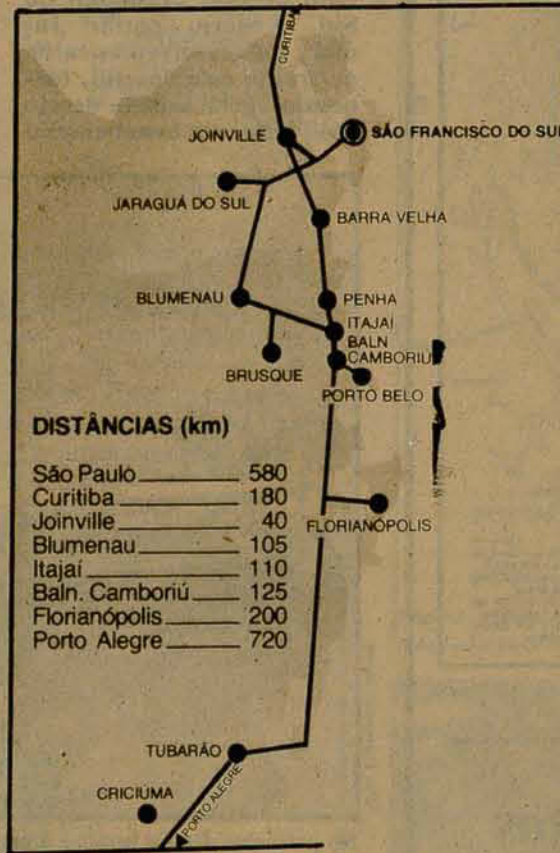 CURITIBA
JOINVILLE
SÃO FRANCISCO DO SUL
JARAGUÁ DO SUL
BARRA VELHA
BLUMENAU
PENHA
ITAJAÍ
BALN
CAMBORIÚ
BRUSQUE
PORTO BELO
DISTÂNCIAS (km)
São Paulo 580
Curitiba 180
Joinville 40
Blumenau 105
Itajaí 110
Baln. Camboriú 125
Florianópolis 200
Porto Alegre 720
FLORIANÓPOLIS
TUBARÃO
CRICIÚMA
PORTO ALEGRE